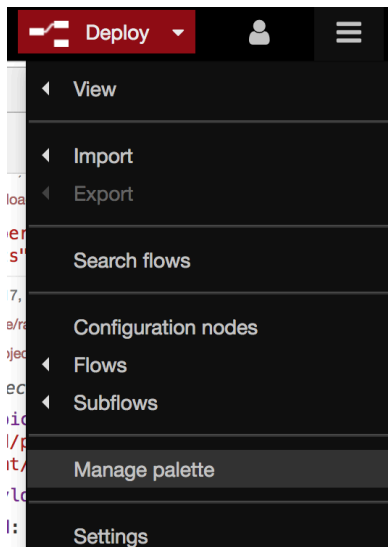 Deploy
View
Import
Export
Search flows
Configuration nodes
Flows
Subflows
Manage palette
Settings